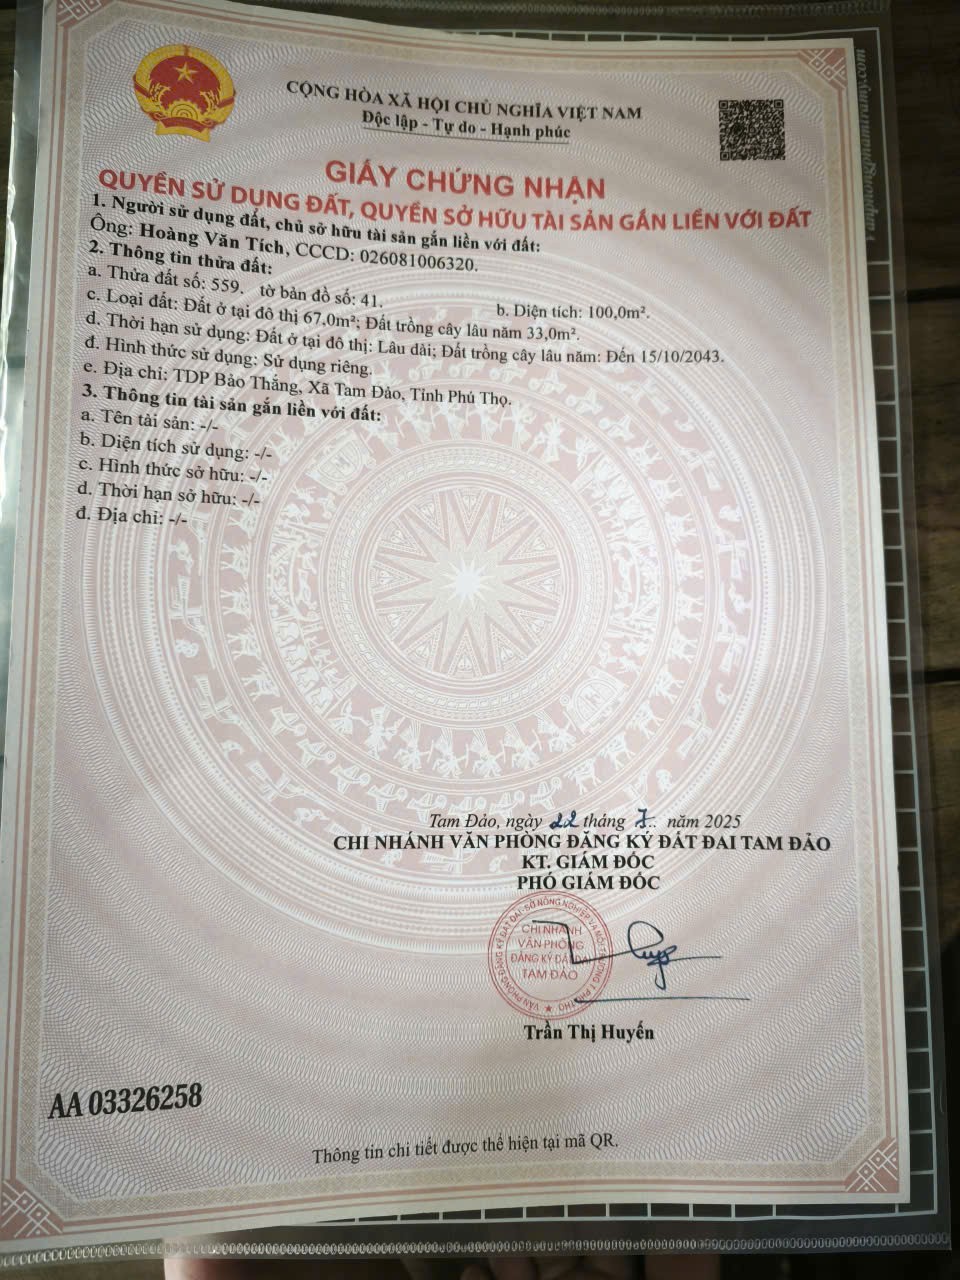 CỘNG HÒA XÃ HỘI CHỦ NGHĨA VIỆT NAM
Độc lập - Tự do - Hạnh phúc
GIẤY CHỨNG NHẬN
QUYỀN SỬ DỤNG ĐẤT, QUYỀN SỞ HỮU TÀI SẢN GẮN LIỀN VỚI ĐẤT
1. Người sử dụng đất, chủ sở hữu tài sản gắn liền với đất:
Ông: Hoàng Văn Tích, CCCD: 026081006320.
2. Thông tin thửa đất:
a. Thửa đất số: 559. tờ bản đồ số: 41. b. Diện tích: 100,0m².
c. Loại đất: Đất ở tại đô thị 67,0m²; Đất trồng cây lâu năm 33,0m².
d. Thời hạn sử dụng: Đất ở tại đô thị: Lâu dài; Đất trồng cây lâu năm: Đến 15/10/2043.
đ. Hình thức sử dụng: Sử dụng riêng.
e. Địa chỉ: TDP Bảo Thắng, Xã Tam Đảo, Tỉnh Phú Thọ.
3. Thông tin tài sản gắn liền với đất:
a. Tên tài sản: -/-
b. Diện tích sử dụng: -/-
c. Hình thức sở hữu: -/-
d. Thời hạn sở hữu: -/-
đ. Địa chỉ: -/-
Tam Đảo, ngày 22 tháng 7. năm 2025
CHI NHÁNH VĂN PHÒNG ĐĂNG KÝ ĐẤT ĐAI TAM ĐẢO
KT. GIÁM ĐỐC
PHÓ GIÁM ĐỐC
CHI NHÁNH
VĂN PHÒNG
ĐĂNG KÝ ĐẤT ĐAI
TAM ĐẢO
Trần Thị Huyến
AA 03326258
Thông tin chi tiết được thể hiện tại mã QR.